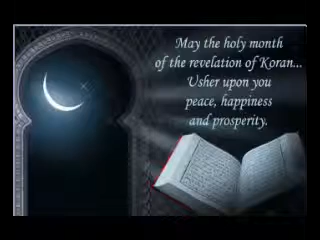 May the holy month
of the revelation of Koran...
Usher upon you
peace, happiness
and prosperity.